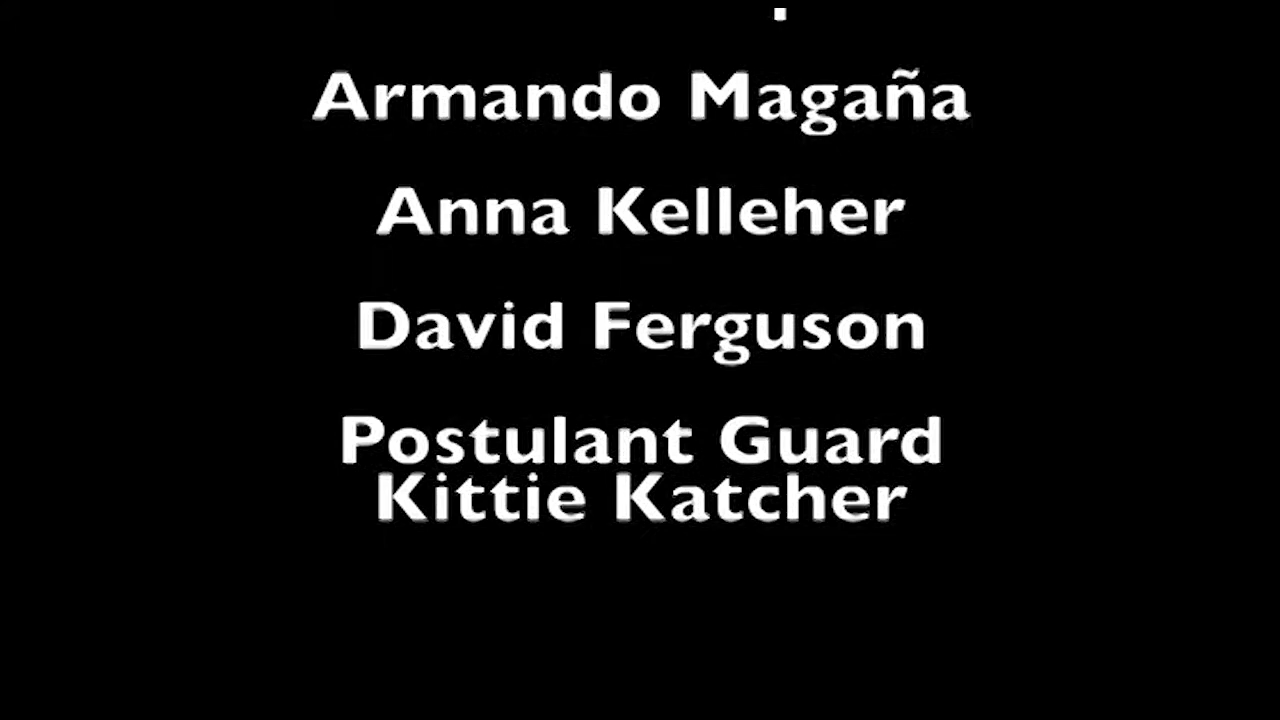 Armando Magaña
Anna Kelleher
David Ferguson
Postulant Guard
Kittie Katcher